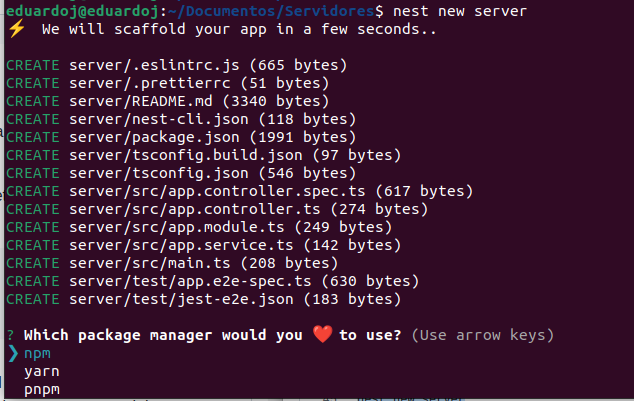 eduardoj@eduardoj:~/Documentos/Servidores$ nest new server
⚡ We will scaffold your app in a few seconds..
CREATE server/.eslintrc.js (665 bytes)
CREATE server/.prettierrc (51 bytes)
CREATE server/README.md (3340 bytes)
CREATE server/nest-cli.json (118 bytes)
CREATE server/package.json (1991 bytes)
CREATE server/tsconfig.build.json (97 bytes)
CREATE server/tsconfig.json (546 bytes)
CREATE server/src/app.controller.spec.ts (617 bytes)
CREATE server/src/app.controller.ts (274 bytes)
CREATE server/src/app.module.ts (249 bytes)
CREATE server/src/app.service.ts (142 bytes)
CREATE server/src/main.ts (208 bytes)
CREATE server/test/app.e2e-spec.ts (630 bytes)
CREATE server/test/jest-e2e.json (183 bytes)
? Which package manager would you ❤️ to use? (Use arrow keys)
❯ npm
yarn
pnpm